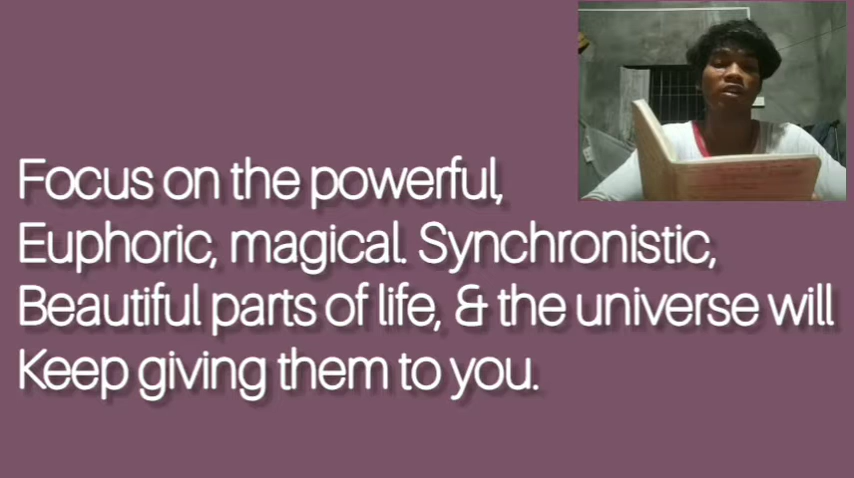 Focus on the powerful,
Euphoric, magical. Synchronistic,
Beautiful parts of life, & the universe will
Keep giving them to you.